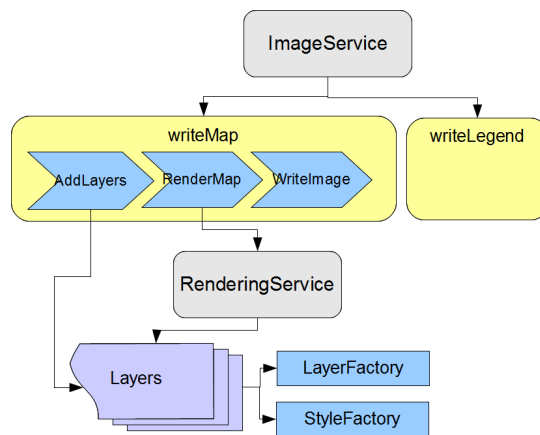 ImageService
writeMap
writeLegend
AddLayers
RenderMap
WriteImage
RenderingService
Layers
LayerFactory
StyleFactory